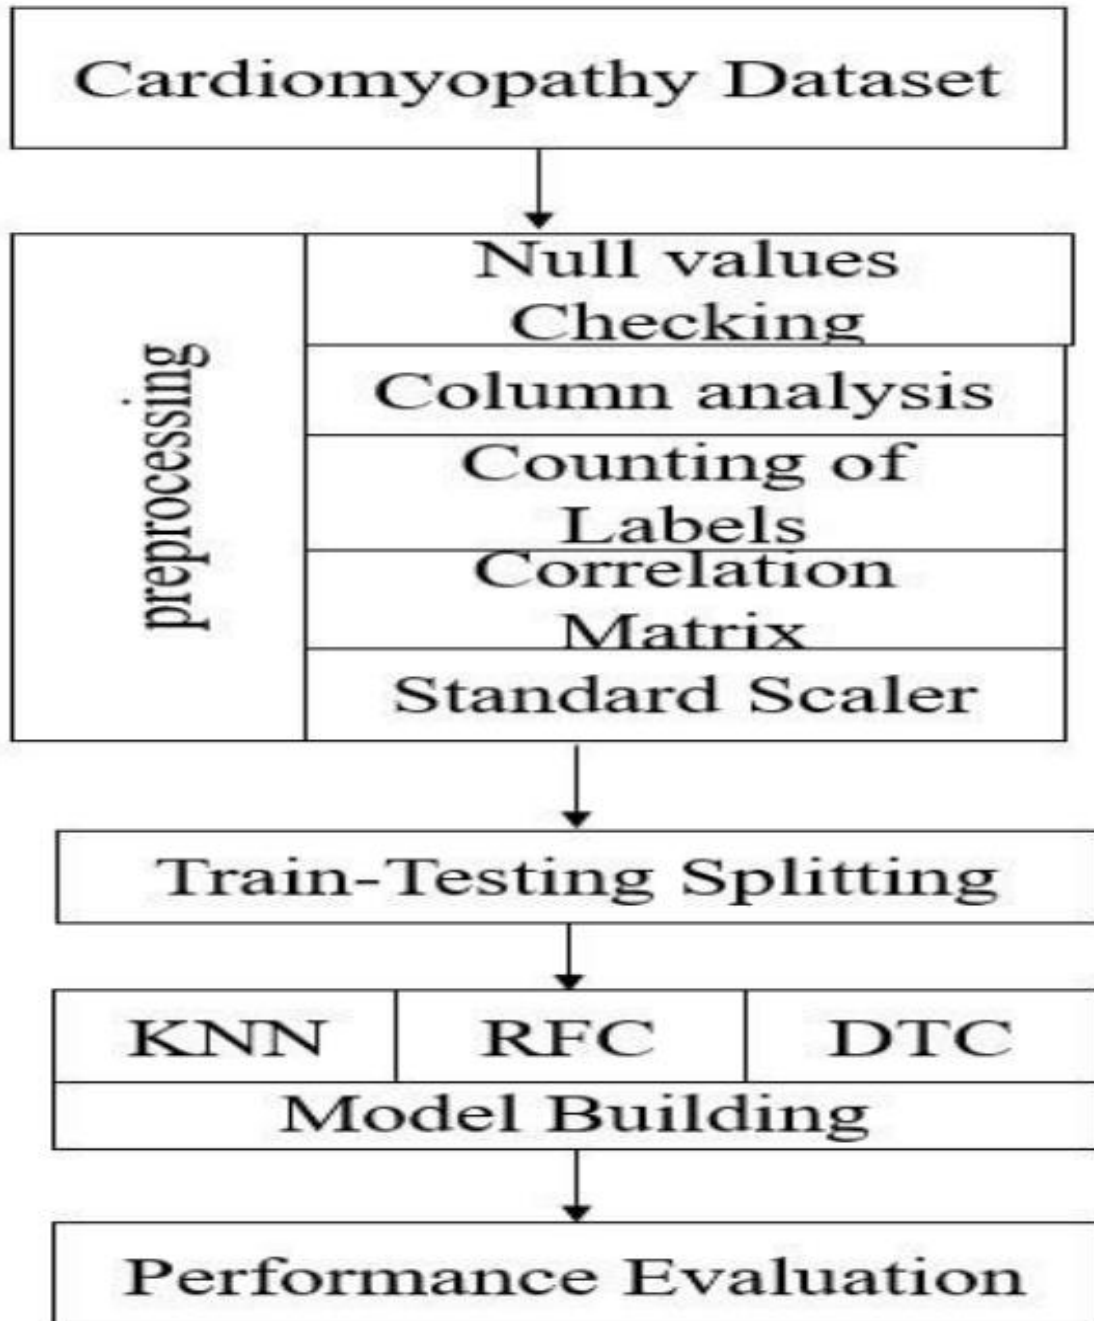 Cardiomyopathy Dataset
preprocessing
Null values
Checking
Column analysis
Counting of
Labels
Correlation
Matrix
Standard Scaler
Train-Testing Splitting
KNN
RFC
DTC
Model Building
Performance Evaluation